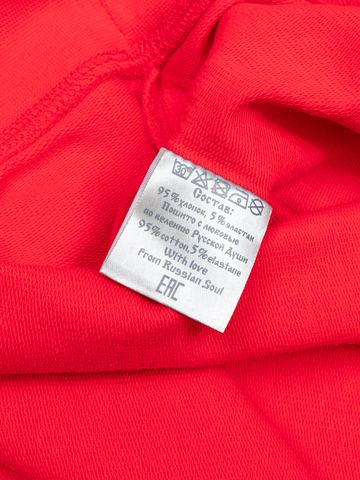 30°
Состав:
95% хлопок, 5% эластан
Пошито с любовью
по велению Русской Души
95% cotton, 5% elastane
With love
from Russian Soul
EAC